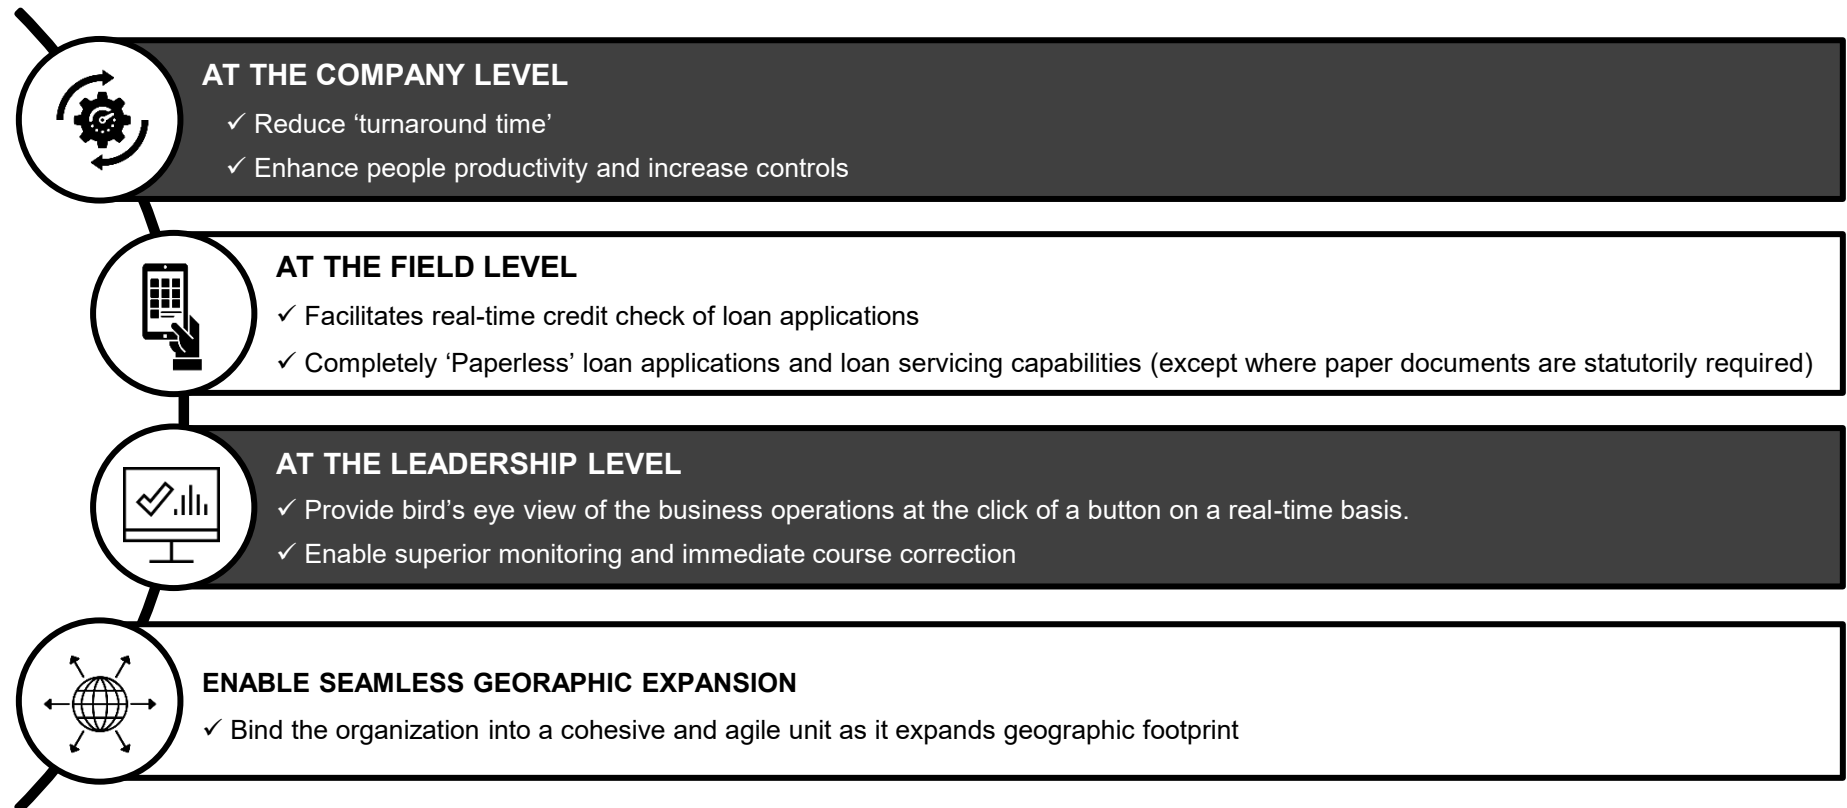 AT THE COMPANY LEVEL
✓ Reduce ‘turnaround time’
✓ Enhance people productivity and increase controls
AT THE FIELD LEVEL
✓ Facilitates real-time credit check of loan applications
✓ Completely ‘Paperless’ loan applications and loan servicing capabilities (except where paper documents are statutorily required)
AT THE LEADERSHIP LEVEL
✓ Provide bird’s eye view of the business operations at the click of a button on a real-time basis.
✓ Enable superior monitoring and immediate course correction
ENABLE SEAMLESS GEORAPHIC EXPANSION
✓ Bind the organization into a cohesive and agile unit as it expands geographic footprint